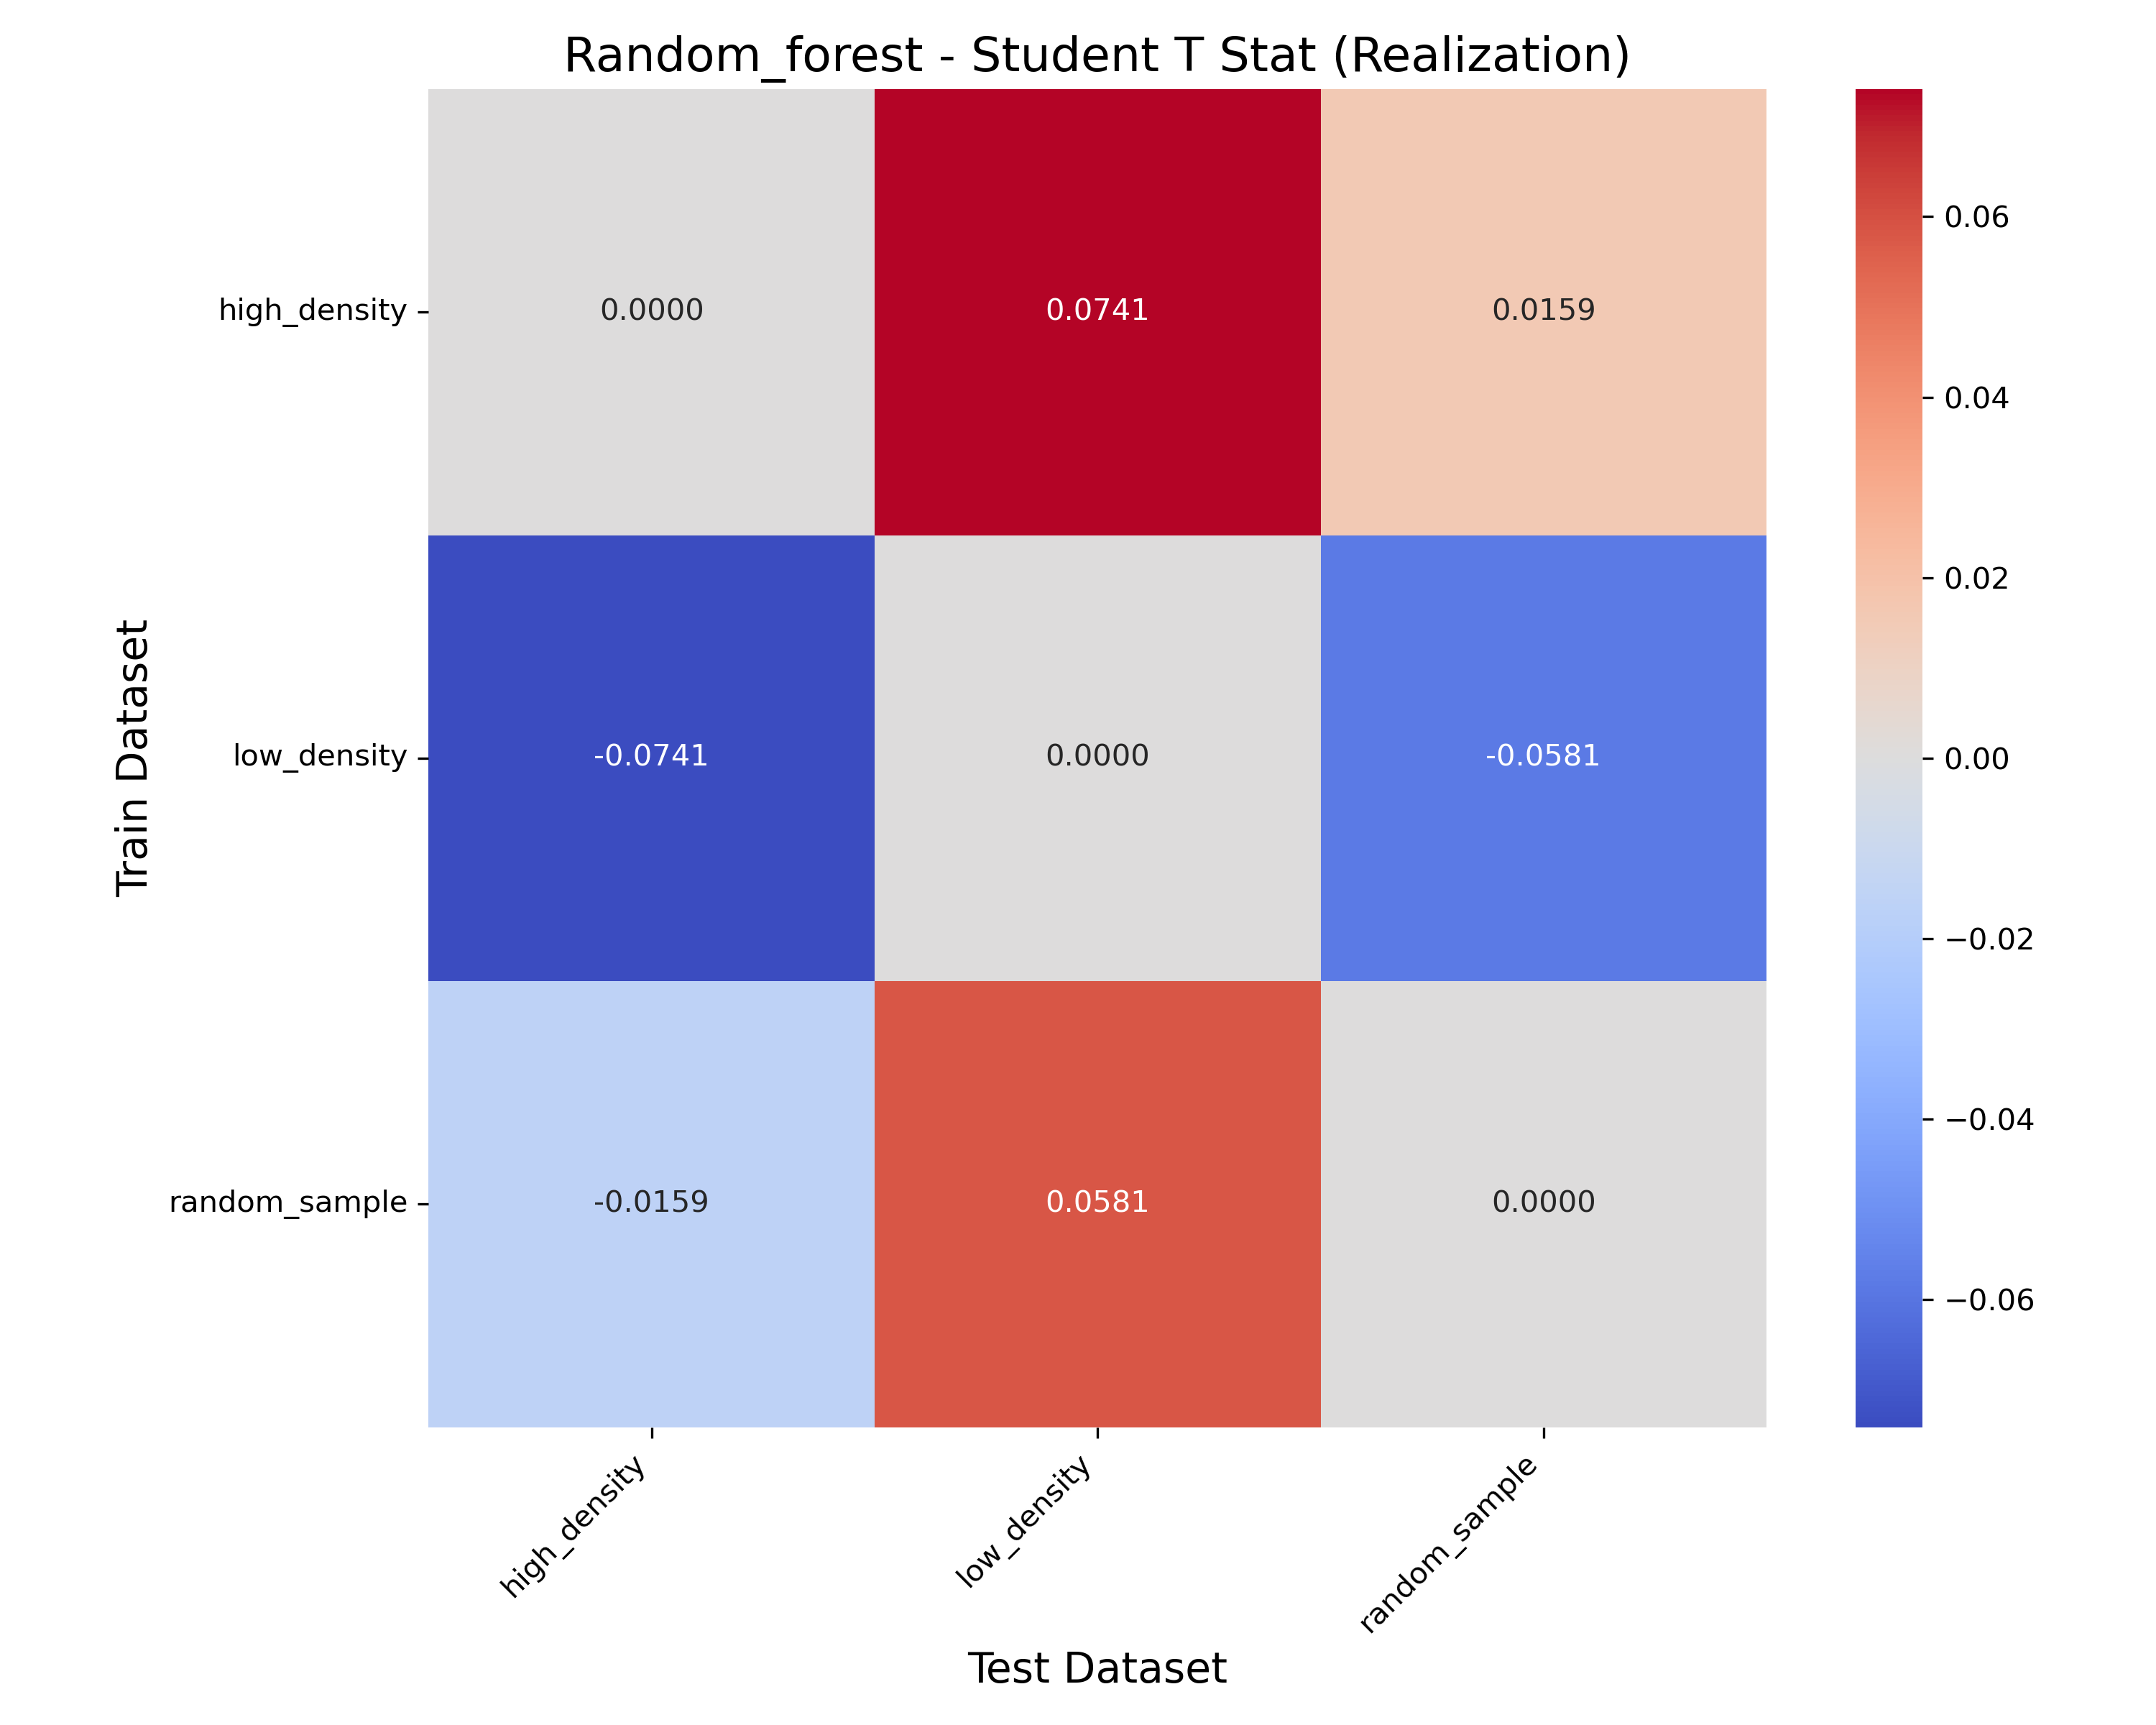 Random_forest - Student T Stat (Realization)
high_density 0.0000 0.0741 0.0159
low_density -0.0741 0.0000 -0.0581
random_sample -0.0159 0.0581 0.0000
Train Dataset
high_density low_density random_sample
Test Dataset
0.06
0.04
0.02
0.00
−0.02
−0.04
−0.06